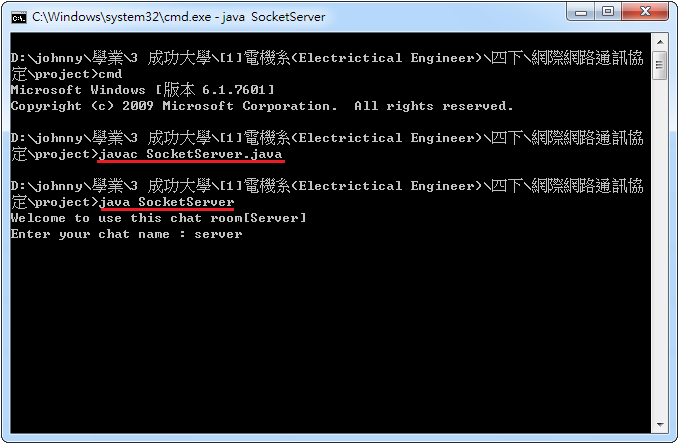 C:\Windows\system32\cmd.exe - java  SocketServer
D:\johnny\學業\3 成功大學\[1]電機系(Electrictical Engineer)\四下\網際網路通訊協
定\project>cmd
Microsoft Windows [版本 6.1.7601]
Copyright (c) 2009 Microsoft Corporation.  All rights reserved.
D:\johnny\學業\3 成功大學\[1]電機系(Electrictical Engineer)\四下\網際網路通訊協
定\project>javac SocketServer.java
D:\johnny\學業\3 成功大學\[1]電機系(Electrictical Engineer)\四下\網際網路通訊協
定\project>java SocketServer
Welcome to use this chat room[Server]
Enter your chat name : server